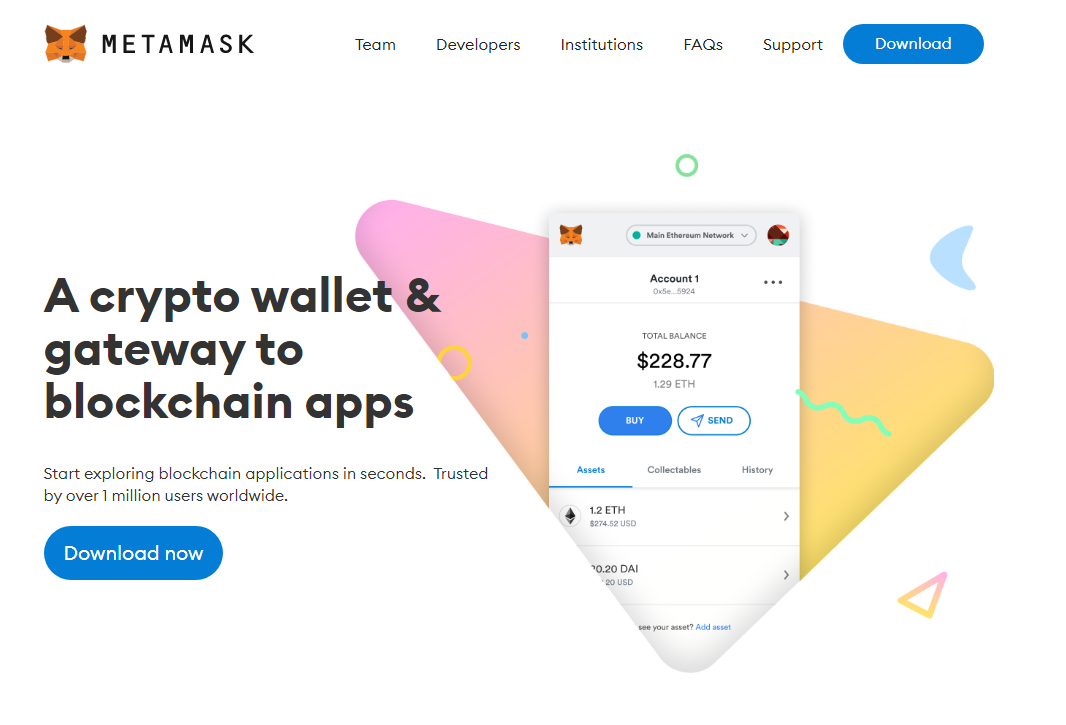 METAMASK
Team
Developers
Institutions
FAQs
Support
Download
A crypto wallet &
gateway to
blockchain apps
Start exploring blockchain applications in seconds.  Trusted
by over 1 million users worldwide.
Download now
Main Ethereum Network
Account 1
0x5e...5924
TOTAL BALANCE
$228.77
1.29 ETH
BUY
SEND
Assets
Collectables
History
1.2 ETH
$274.52 USD
0.20 DAI
.20 USD
see your asset? Add asset